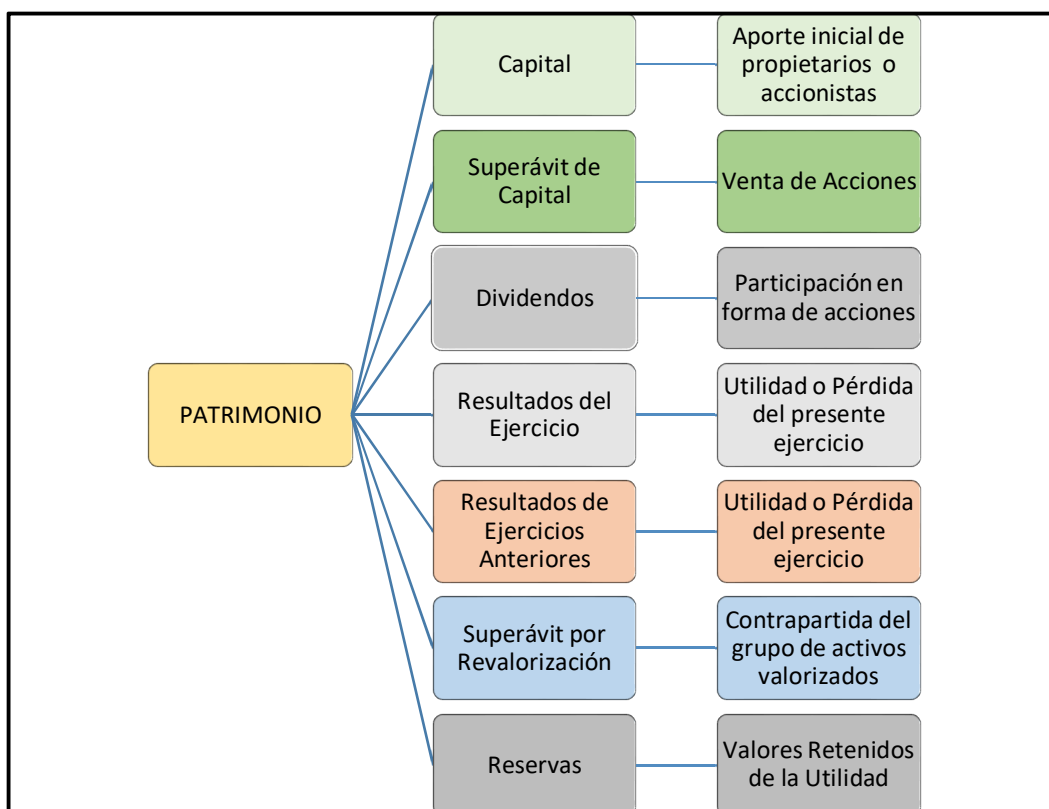 Capital
Aporte inicial de
propietarios o
accionistas
Superávit de
Capital
Venta de Acciones
Dividendos
Participación en
forma de acciones
PATRIMONIO
Resultados del
Ejercicio
Utilidad o Pérdida
del presente
ejercicio
Resultados de
Ejercicios
Anteriores
Utilidad o Pérdida
del presente
ejercicio
Superávit por
Revalorización
Contrapartida del
grupo de activos
valorizados
Reservas
Valores Retenidos
de la Utilidad